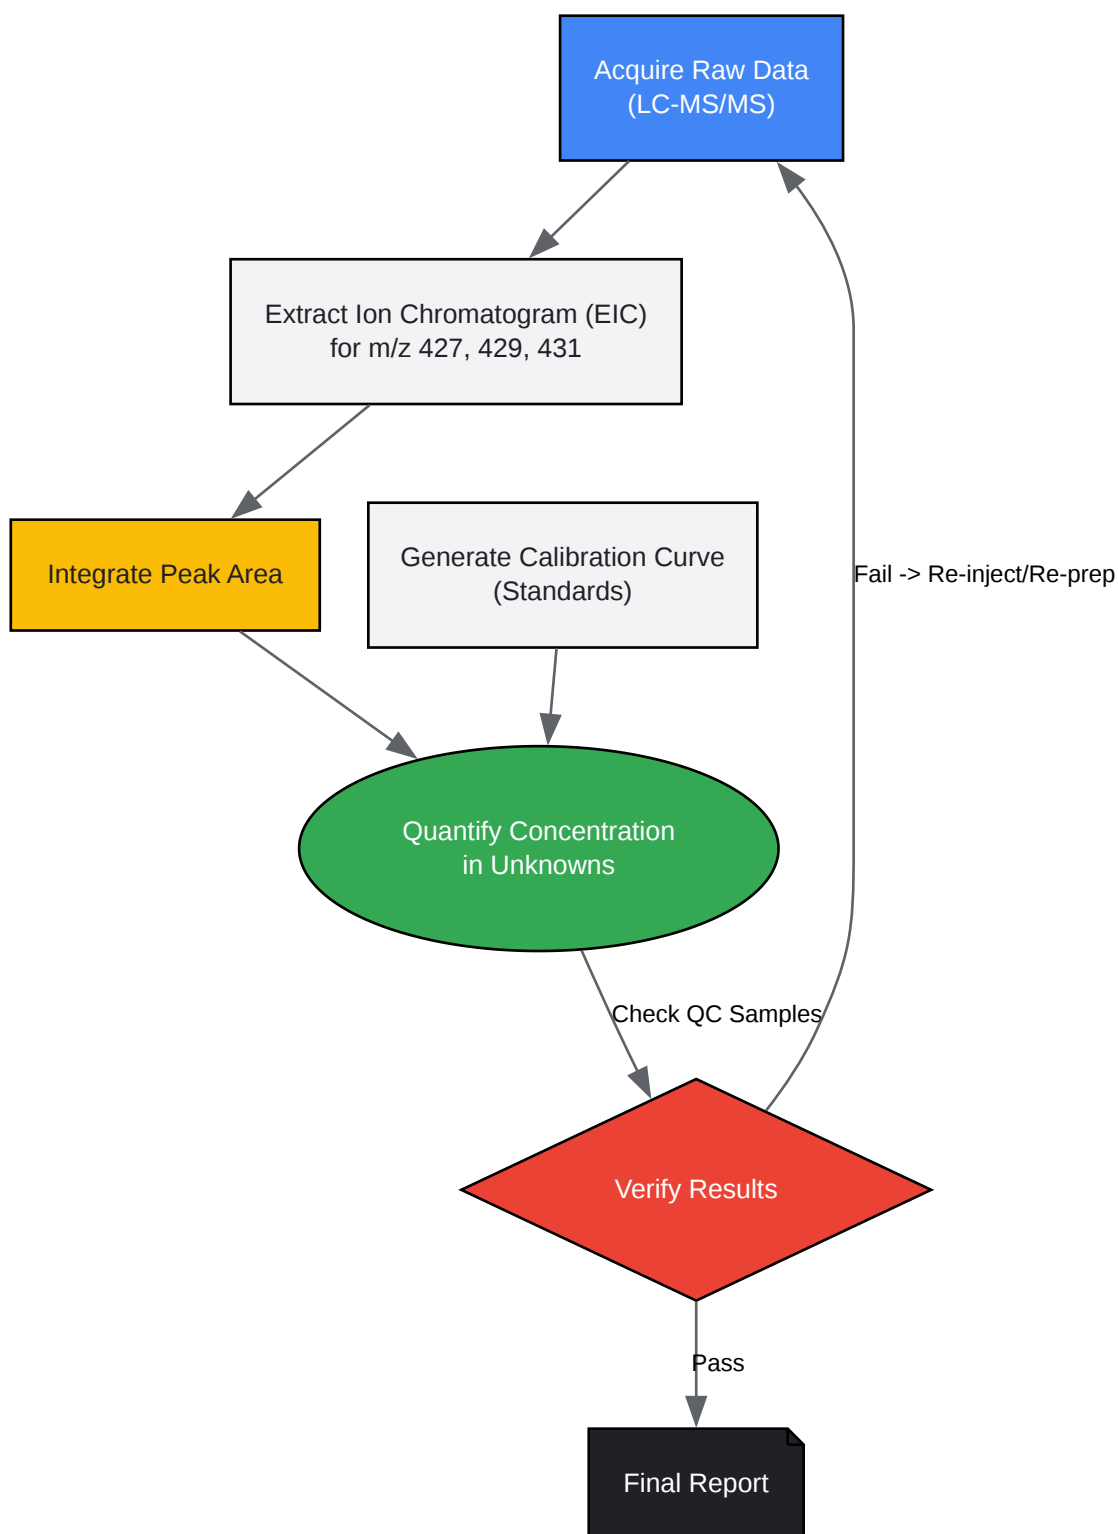 Acquire Raw Data
(LC-MS/MS)
Extract Ion Chromatogram (EIC)
for m/z 427, 429, 431
Integrate Peak Area
Generate Calibration Curve
(Standards)
Fail -> Re-inject/Re-prep
Quantify Concentration
in Unknowns
Check QC Samples
Verify Results
Pass
Final Report